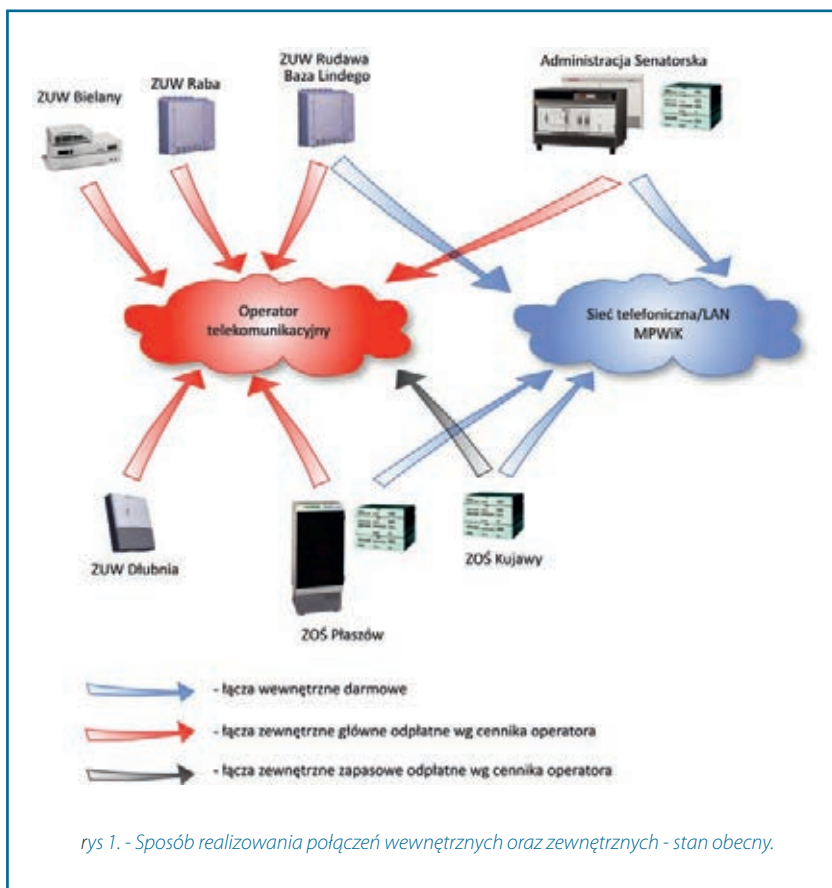 ZUW Bielany
ZUW Raba
ZUW Rudawa
Baza Lindego
Administracja Senatorska
Operator
telekomunikacyjny
Sieć telefoniczna/LAN
MPWiK
ZUW Dłubnia
ZOŚ Płaszów
ZOŚ Kujawy
- łącza wewnętrzne darmowe
- łącza zewnętrzne główne odpłatne wg cennika operatora
- łącza zewnętrzne zapasowe odpłatne wg cennika operatora
rys 1. - Sposób realizowania połączeń wewnętrznych oraz zewnętrznych - stan obecny.